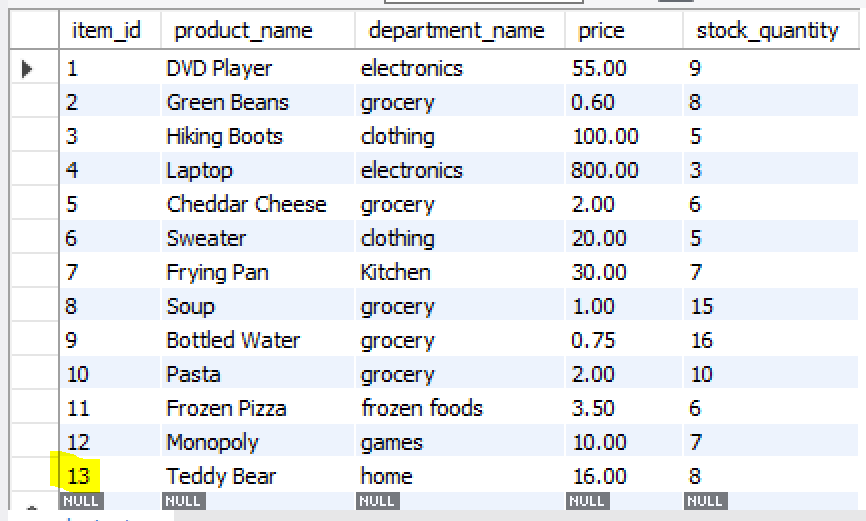 item_id product_name department_name price stock_quantity
1 DVD Player electronics 55.00 9
2 Green Beans grocery 0.60 8
3 Hiking Boots clothing 100.00 5
4 Laptop electronics 800.00 3
5 Cheddar Cheese grocery 2.00 6
6 Sweater clothing 20.00 5
7 Frying Pan Kitchen 30.00 7
8 Soup grocery 1.00 15
9 Bottled Water grocery 0.75 16
10 Pasta grocery 2.00 10
11 Frozen Pizza frozen foods 3.50 6
12 Monopoly games 10.00 7
13 Teddy Bear home 16.00 8
NULL NULL NULL NULL NULL